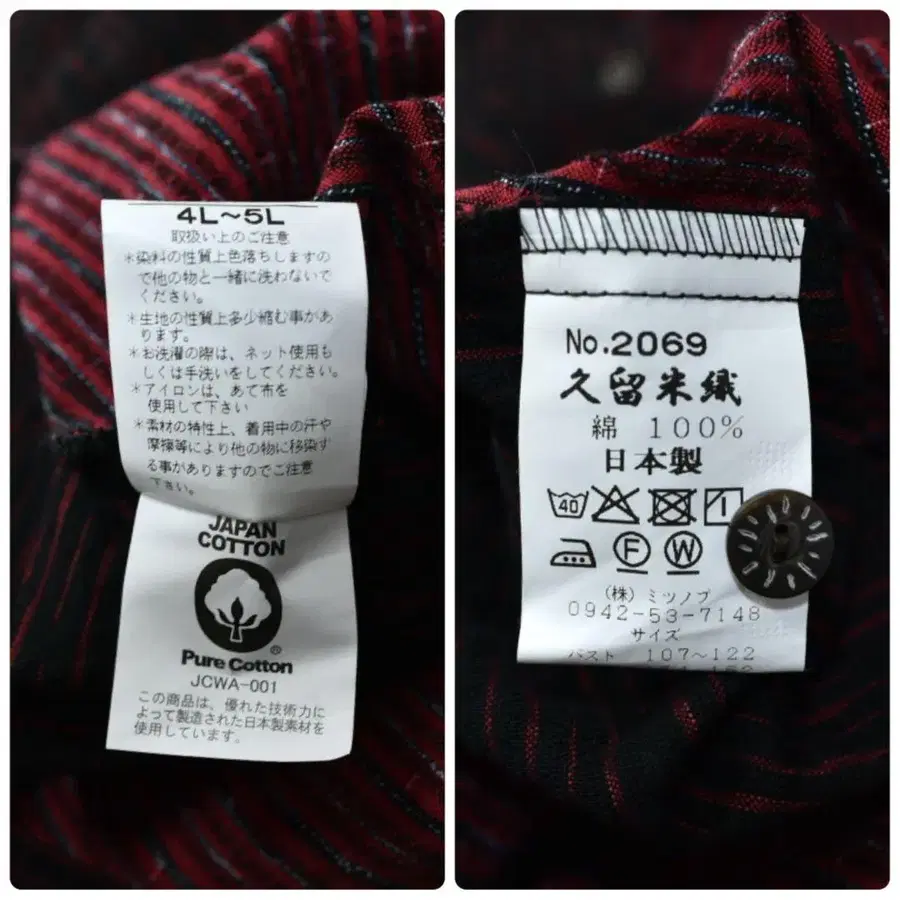 4L～5L
取扱い上のご注意
*染料の性質上色落ちしますの
で他の物と一緒に洗わないで
ください。
*生地の性質上多少縮む事があ
ります。
*お洗濯の際は、ネット使用も
しくは手洗いをしてください。
*アイロンは、あて布を
使用して下さい
*素材の特性上、着用中の汗や
摩擦等により他の物に移染す
る事がありますのでご注意
下さい。
JAPAN
COTTON
Pure Cotton
JCWA-001
この商品は、優れた技術力に
よって製造された日本製素材を
使用しています。
No.2069
久留米織
綿 100%
日本製
40
F W
(株) ミツノブ
0942-53-7148
サイズ
バスト 107～122